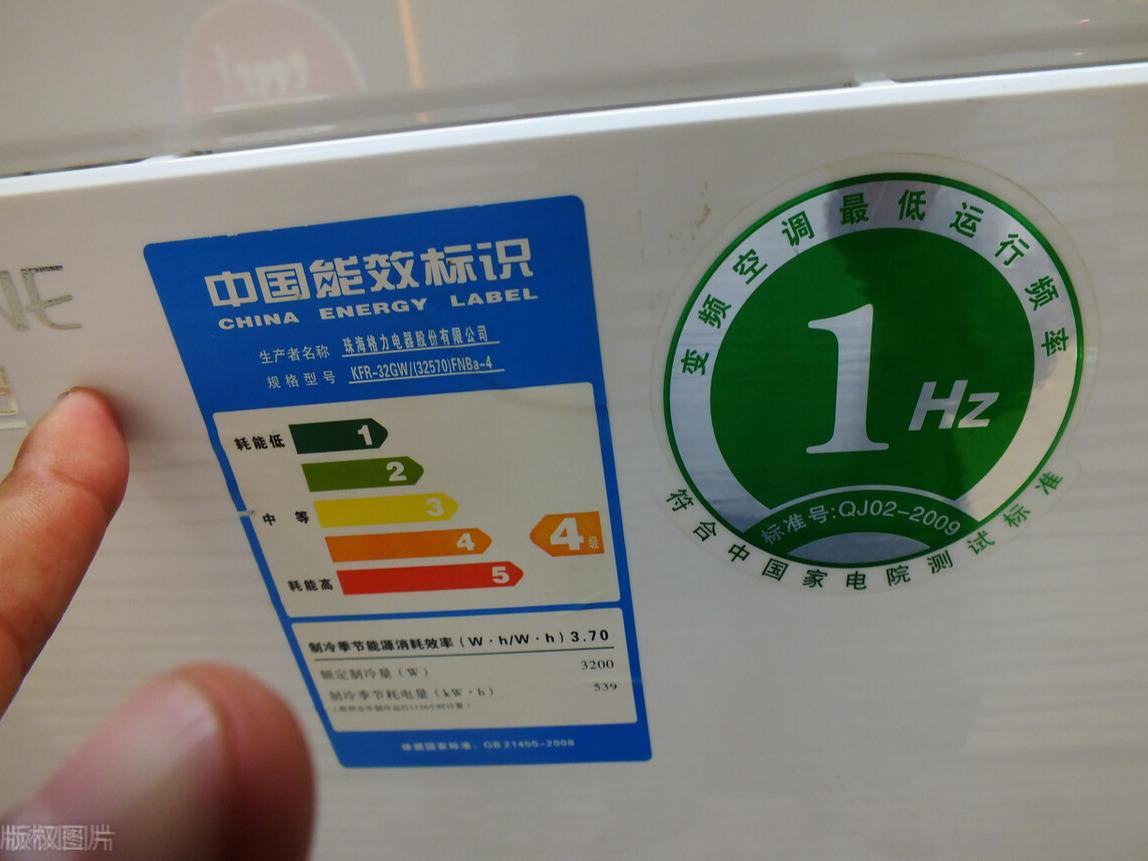 中国能效标识
CHINA ENERGY LABEL
生产者名称 珠海格力电器股份有限公司
规格型号 KFR-32GW/(32570)FNBa-4
耗能低 1
2
中等 3
4
耗能高 5
4级
制冷季节能源消耗效率(W·h/W·h) 3.70
额定制冷量(W) 3200
制冷季节耗电量(kW·h) 539
依据国家标准: GB 21455-2008
变频空调最低运行频率
1Hz
标准号:QJ02-2009
符合中国家电院测试标准
版权图片